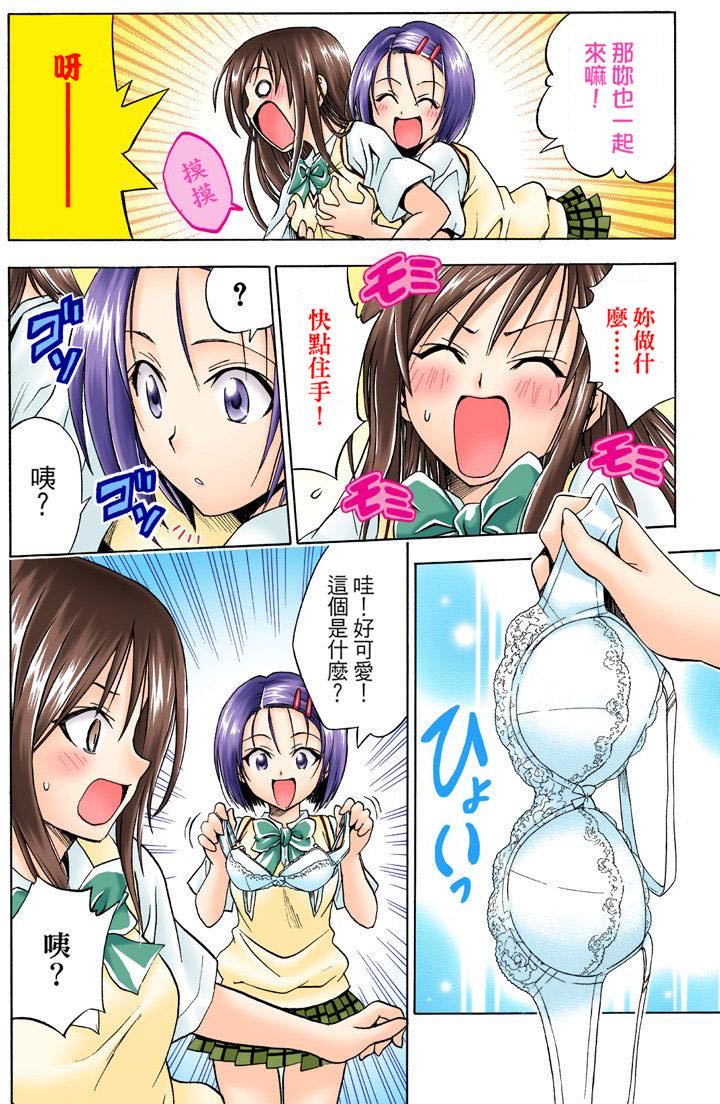 那妳也一起
來嘛！
摸摸
呀——
妳做什
麼……
快點住手！
モミ
モミ
モミ
？
ゴソ
ゴソ
咦？
ひょいっ
哇！好可愛！
這個是什麼？
咦？